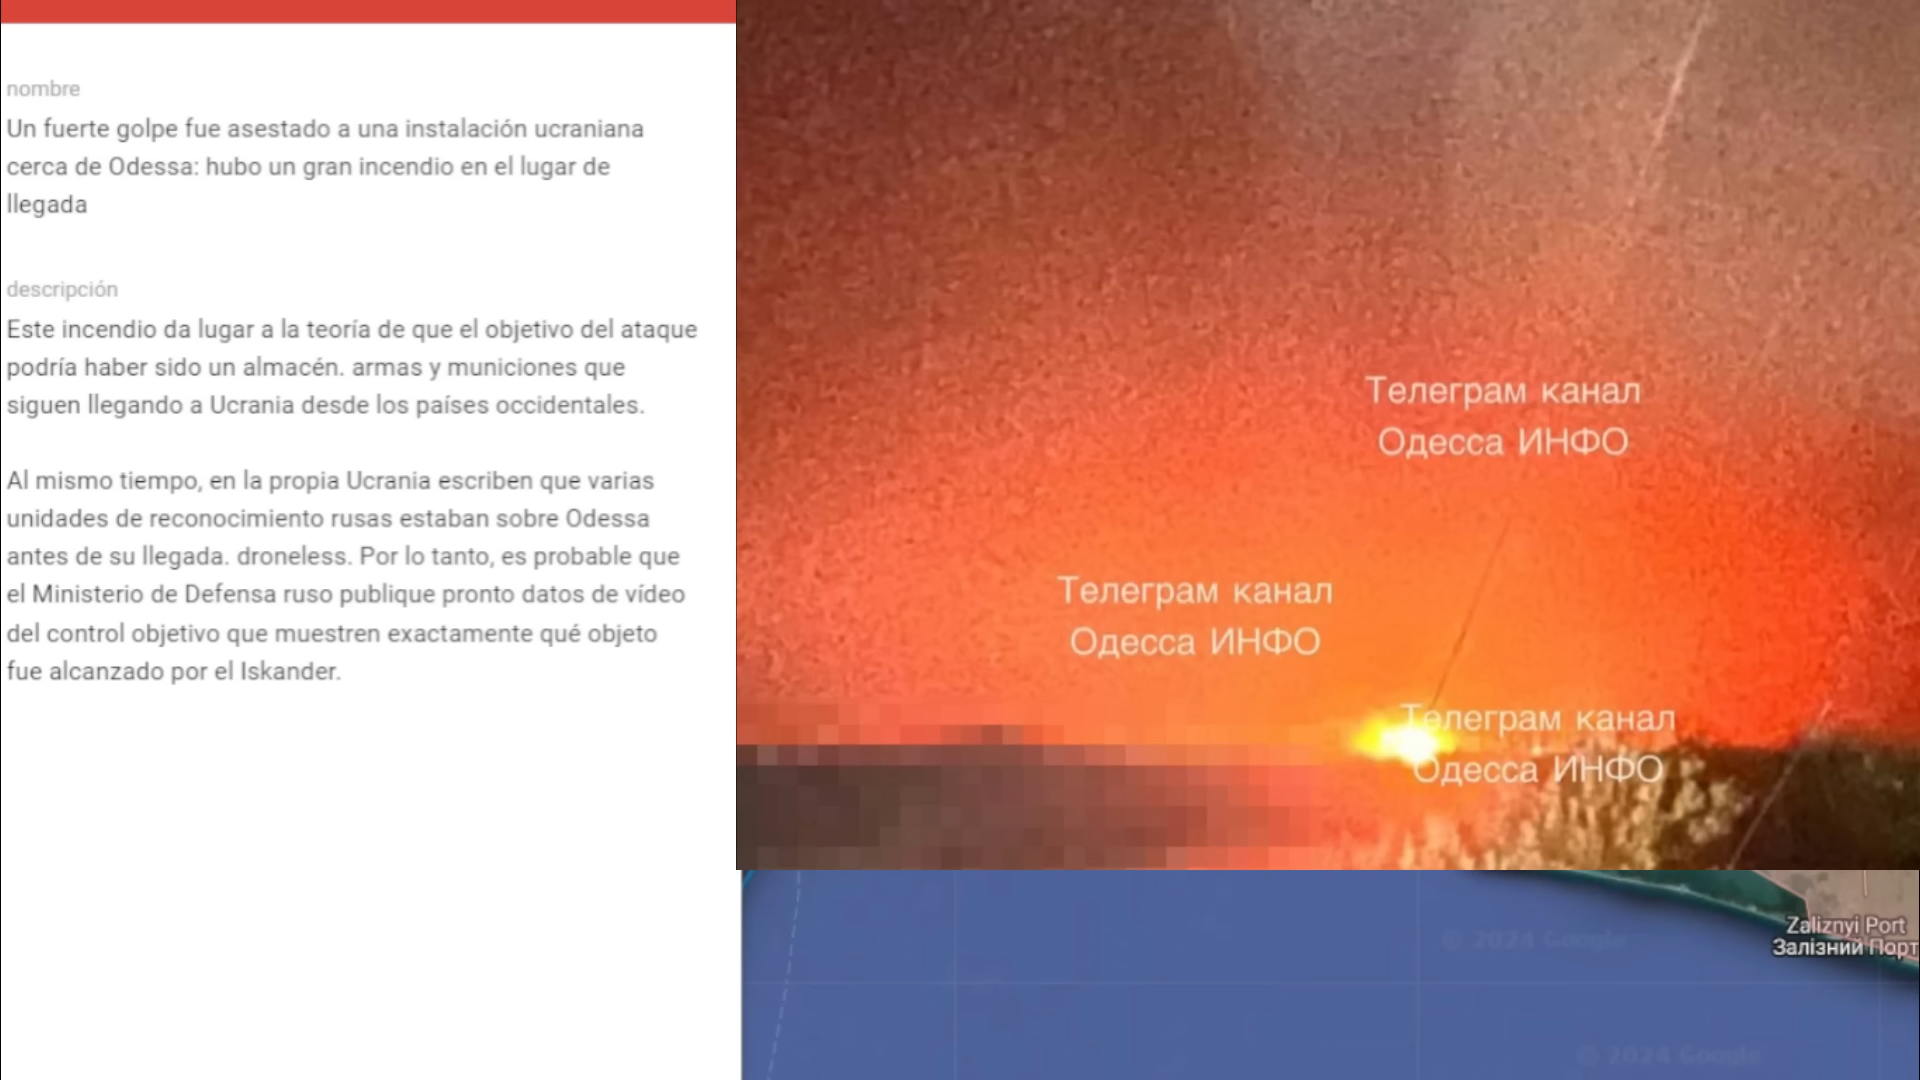 nombre
Un fuerte golpe fue asestado a una instalación ucraniana
cerca de Odessa: hubo un gran incendio en el lugar de
llegada
descripción
Este incendio da lugar a la teoría de que el objetivo del ataque
podría haber sido un almacén. armas y municiones que
siguen llegando a Ucrania desde los países occidentales.
Al mismo tiempo, en la propia Ucrania escriben que varias
unidades de reconocimiento rusas estaban sobre Odessa
antes de su llegada. droneless. Por lo tanto, es probable que
el Ministerio de Defensa ruso publique pronto datos de vídeo
del control objetivo que muestren exactamente qué objeto
fue alcanzado por el Iskander.
Телеграм канал
Одесса ИНФО
Телеграм канал
Одесса ИНФО
Телеграм канал
Одесса ИНФО
Zaliznyi Port
Залізний Порт
© 2024 Google
© 2024 Google